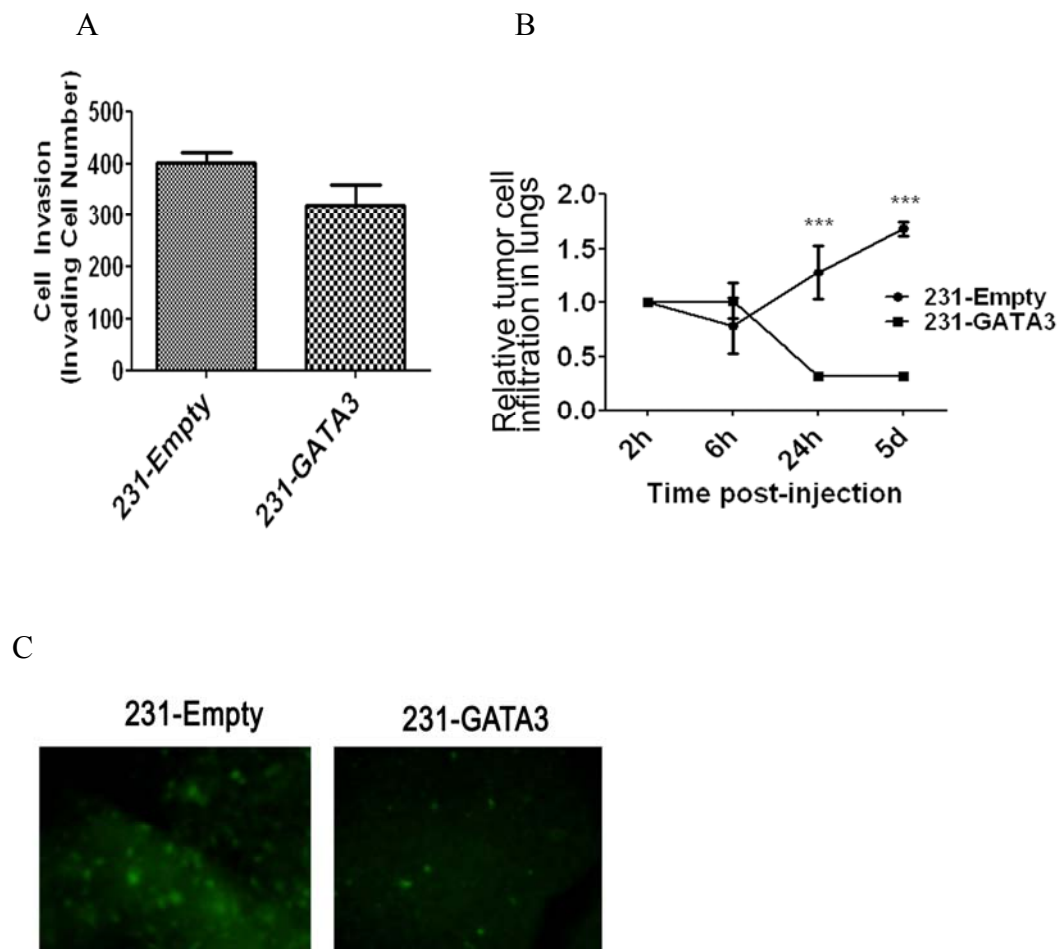 A
B
Cell Invasion
(Invading Cell Number)
500
400
300
200
100
0
231-Empty
231-GATA3
Relative tumor cell
infiltration in lungs
2.0
1.5
1.0
0.5
0.0
***
***
231-Empty
231-GATA3
2h
6h
24h
5d
Time post-injection
C
231-Empty
231-GATA3